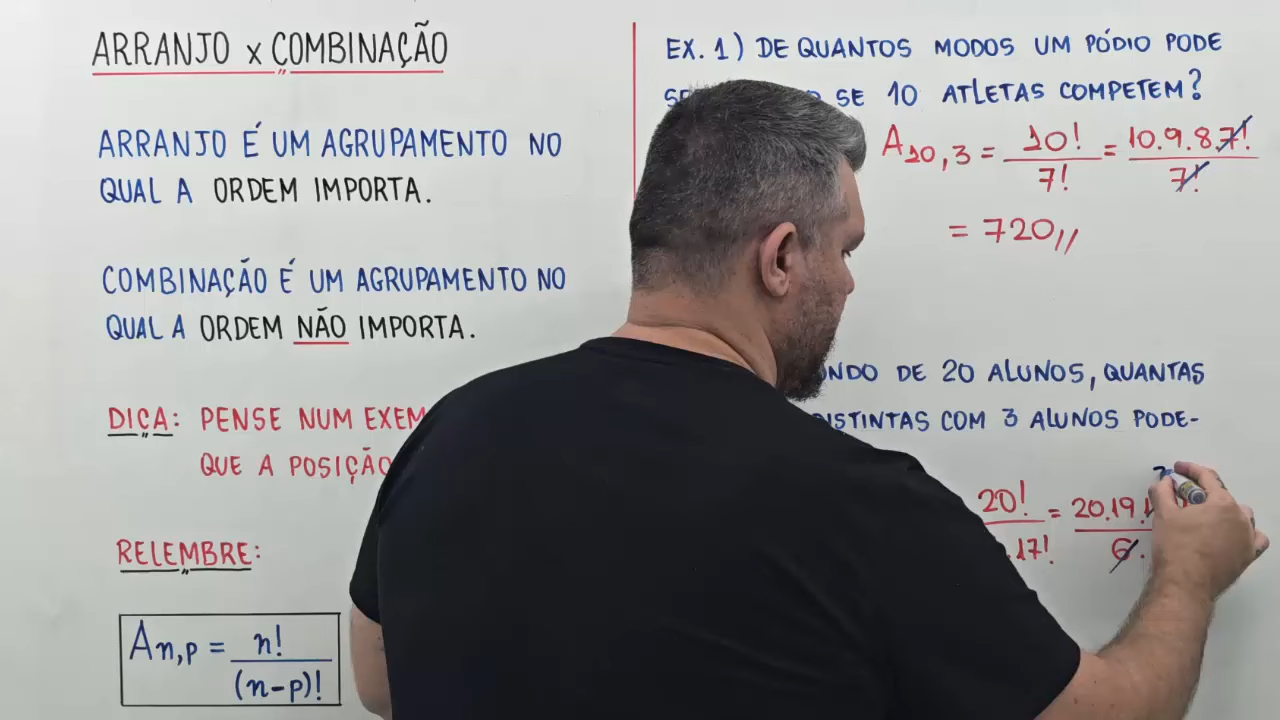 ARRANJO x COMBINAÇÃO
ARRANJO É UM AGRUPAMENTO NO
QUAL A ORDEM IMPORTA.
COMBINAÇÃO É UM AGRUPAMENTO NO
QUAL A ORDEM NÃO IMPORTA.
DICA: PENSE NUM EXEM
QUE A POSIÇÃO
RELEMBRE:
An,p = n!
(n-p)!
EX. 1) DE QUANTOS MODOS UM PÓDIO PODE
SE 10 ATLETAS COMPETEM?
A10,3 = 10! = 10.9.8.7!
7! 7!
= 720//
NDO DE 20 ALUNOS, QUANTAS
DISTINTAS COM 3 ALUNOS PODE-
20! = 20.19.
.17! 6.